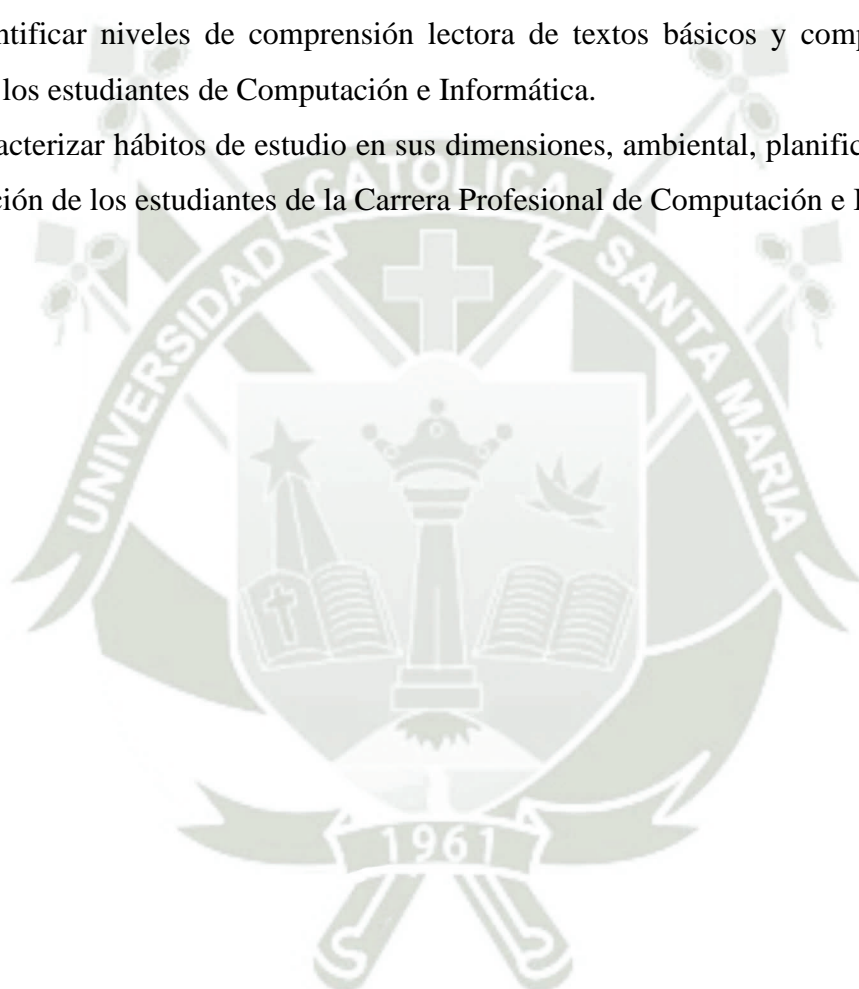 ntificar niveles de comprensión lectora de textos básicos y comp
los estudiantes de Computación e Informática.
acterizar hábitos de estudio en sus dimensiones, ambiental, planific
ción de los estudiantes de la Carrera Profesional de Computación e I
CATOLICA
UNIVERSIDAD
SANTA MARIA
1961